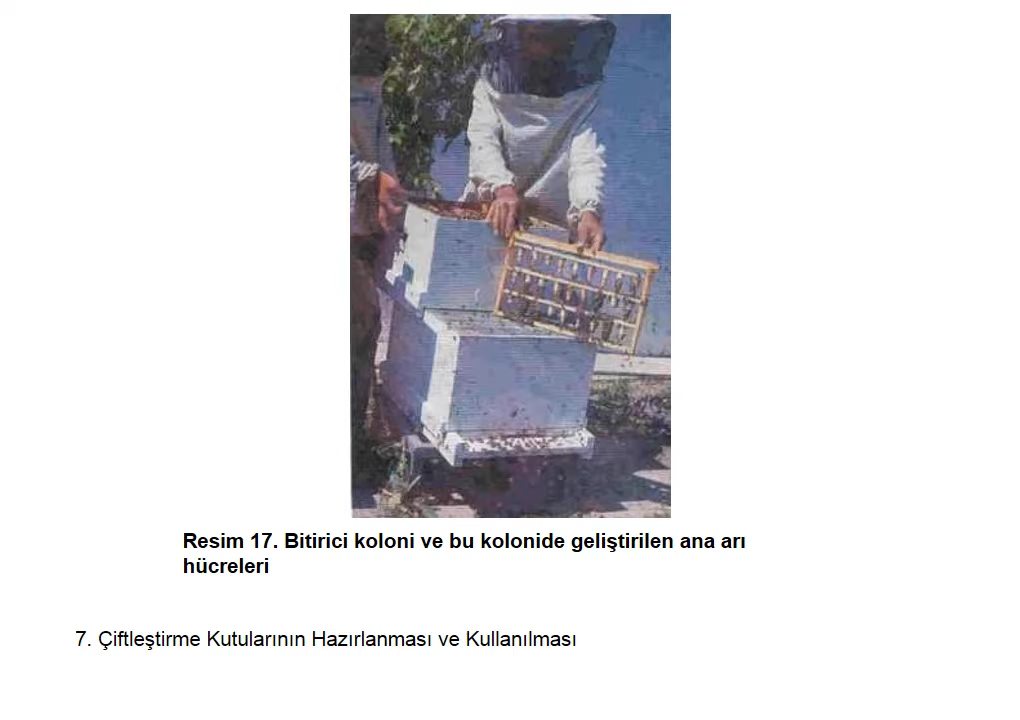 Resim 17. Bitirici koloni ve bu kolonide geliştirilen ana arı
hücreleri
7. Çiftleştirme Kutularının Hazırlanması ve Kullanılması